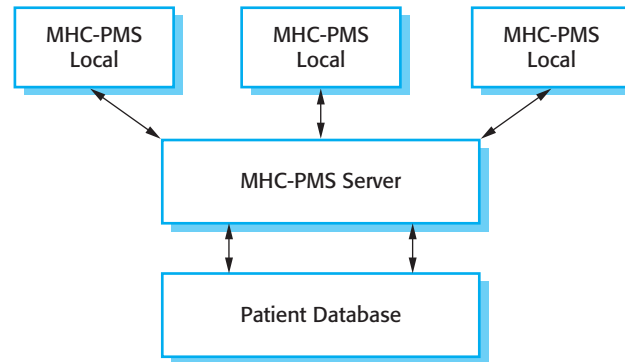 MHC-PMS
Local
MHC-PMS
Local
MHC-PMS
Local
MHC-PMS Server
Patient Database